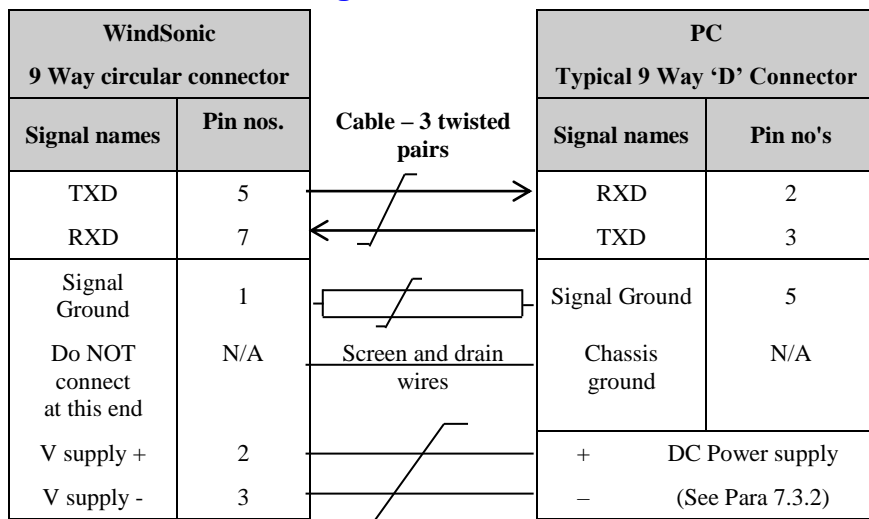 WindSonic
9 Way circular connector
PC
Typical 9 Way ‘D’ Connector
Signal names Pin nos. Cable – 3 twisted
pairs
Signal names Pin no's
TXD 5 RXD 2
RXD 7 TXD 3
Signal
Ground
1 Signal Ground 5
Do NOT
connect
at this end
N/A Screen and drain
wires
Chassis
ground
N/A
V supply + 2 + DC Power supply
V supply - 3 – (See Para 7.3.2)